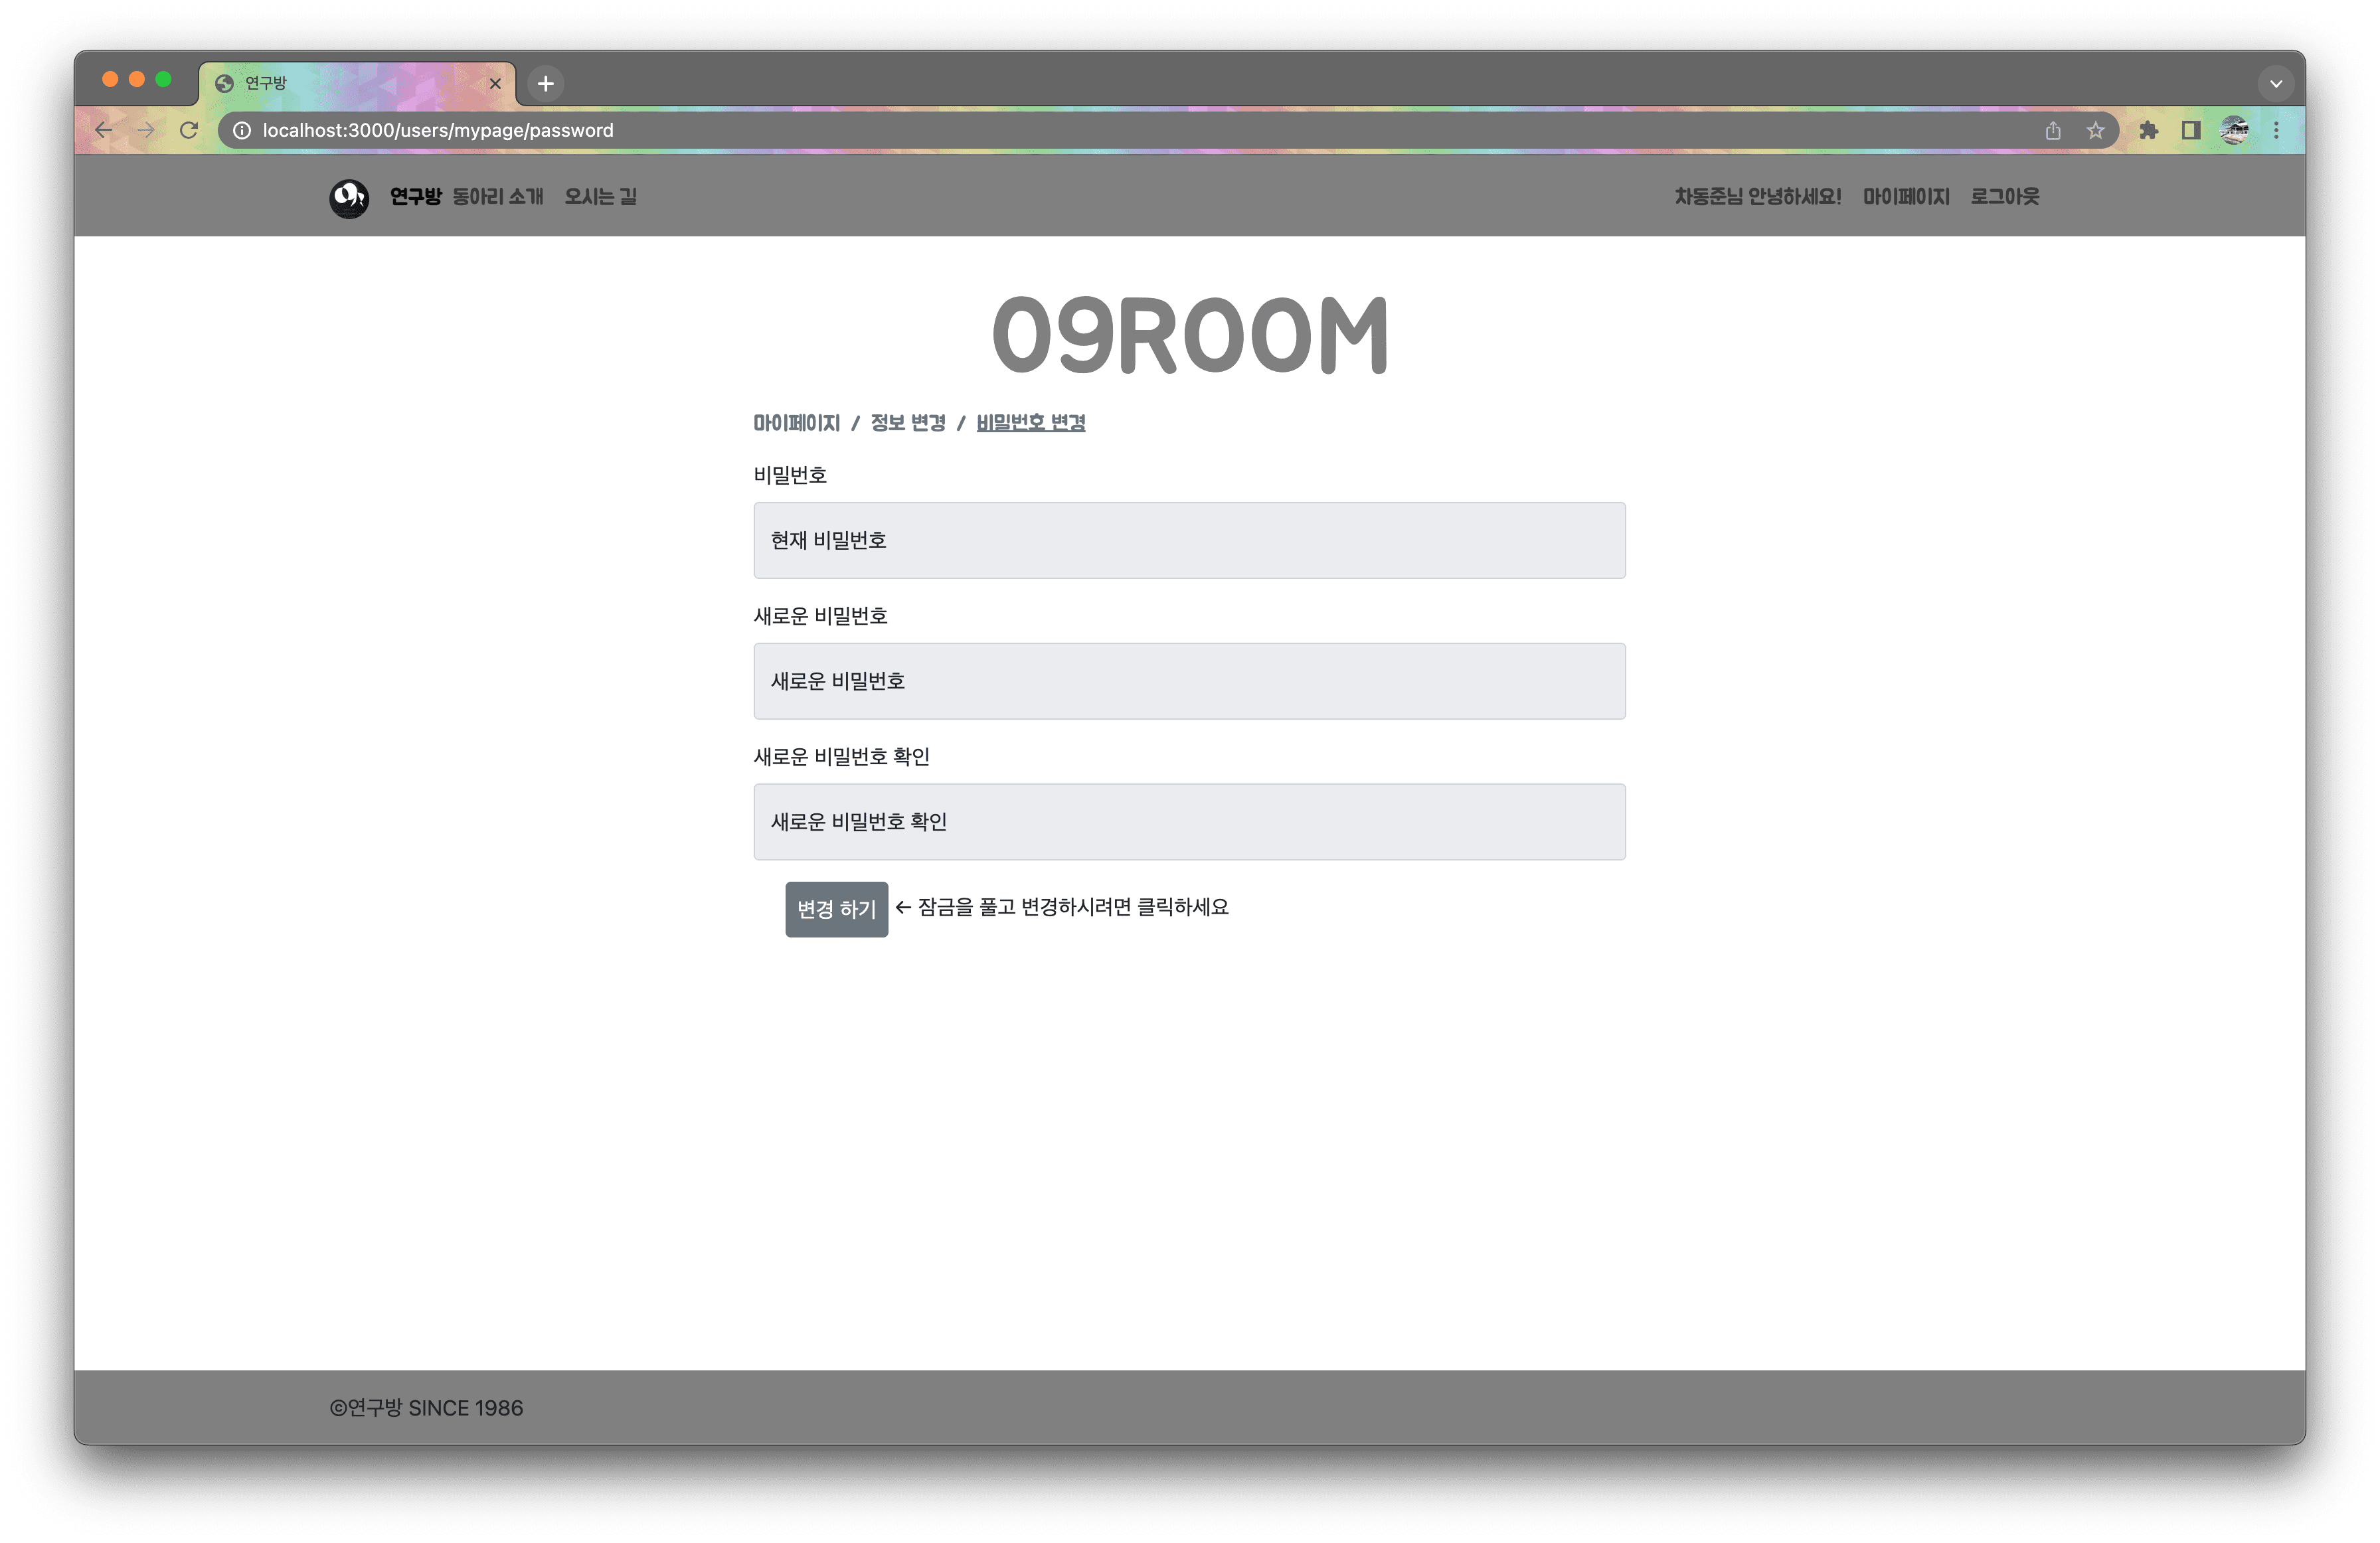 연구방
localhost:3000/users/mypage/password
연구방 동아리 소개 오시는 길 차동준님 안녕하세요! 마이페이지 로그아웃
09ROOM
마이페이지 / 정보 변경 / 비밀번호 변경
비밀번호
현재 비밀번호
새로운 비밀번호
새로운 비밀번호
새로운 비밀번호 확인
새로운 비밀번호 확인
변경 하기 ← 잠금을 풀고 변경하시려면 클릭하세요
©연구방 SINCE 1986